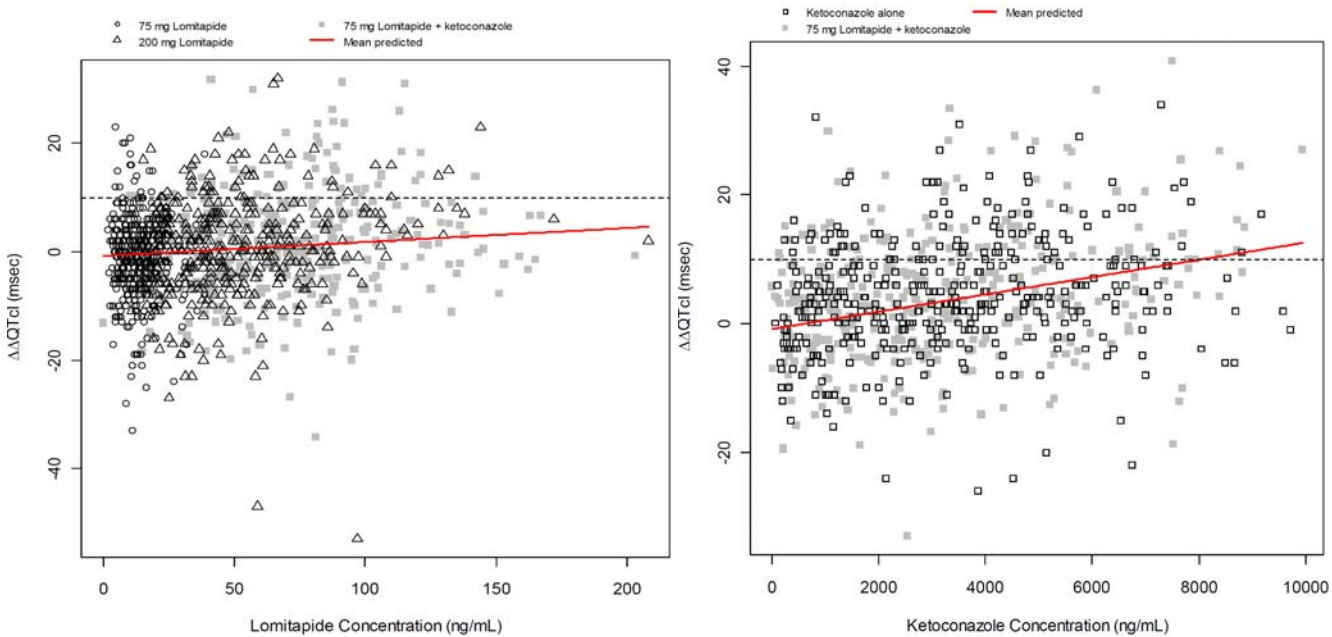 75 mg Lomitapide
75 mg Lomitapide + ketoconazole
200 mg Lomitapide
Mean predicted
ΔΔQTcI (msec)
20
0
-20
-40
0
50
100
150
200
Lomitapide Concentration (ng/mL)
Ketoconazole alone
Mean predicted
75 mg Lomitapide + ketoconazole
ΔΔQTcI (msec)
40
20
0
-20
0
2000
4000
6000
8000
10000
Ketoconazole Concentration (ng/mL)